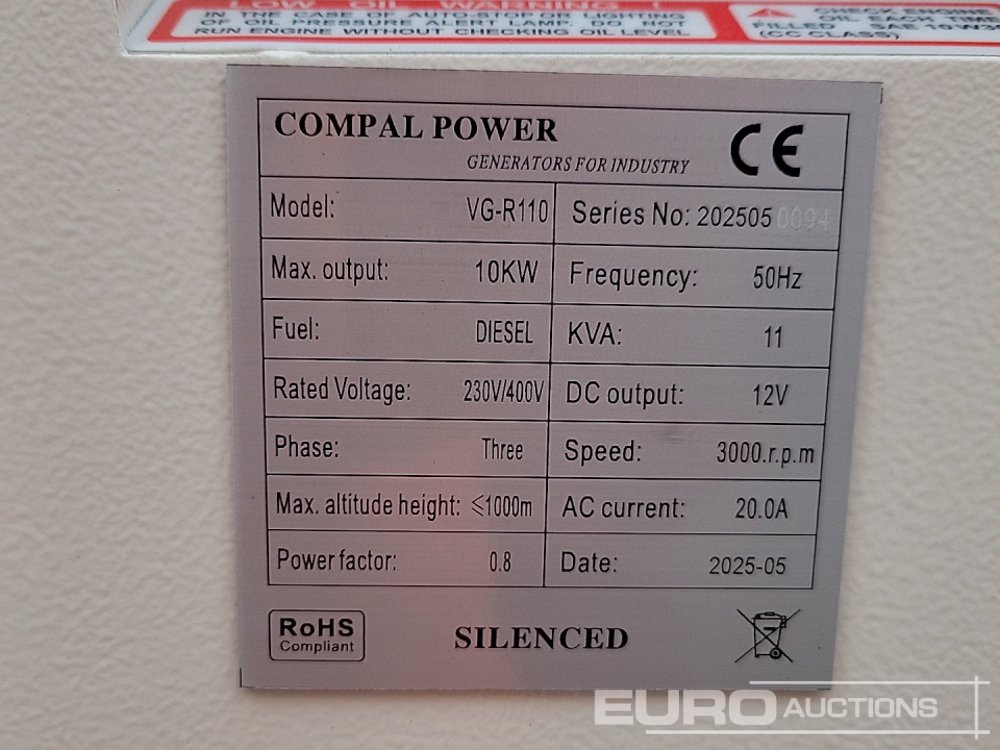 LOW OIL WARNING !
IN THE CASE OF AUTO-STOP OR LIGHTING
OF OIL PRESSURE ALERT LAMP, DO NOT
RUN ENGINE WITHOUT CHECKING OIL LEVEL
CHECK ENGINE
OIL EACH TIME
(CC CLASS)
COMPAL POWER
GENERATORS FOR INDUSTRY
CE
Model: VG-R110
Series No: 202505 0094
Max. output: 10KW
Frequency: 50Hz
Fuel: DIESEL
KVA: 11
Rated Voltage: 230V/400V
DC output: 12V
Phase: Three
Speed: 3000.r.p.m
Max. altitude height: ≤1000m
AC current: 20.0A
Power factor: 0.8
Date: 2025-05
RoHS
Compliant
SILENCED
EURO AUCTIONS